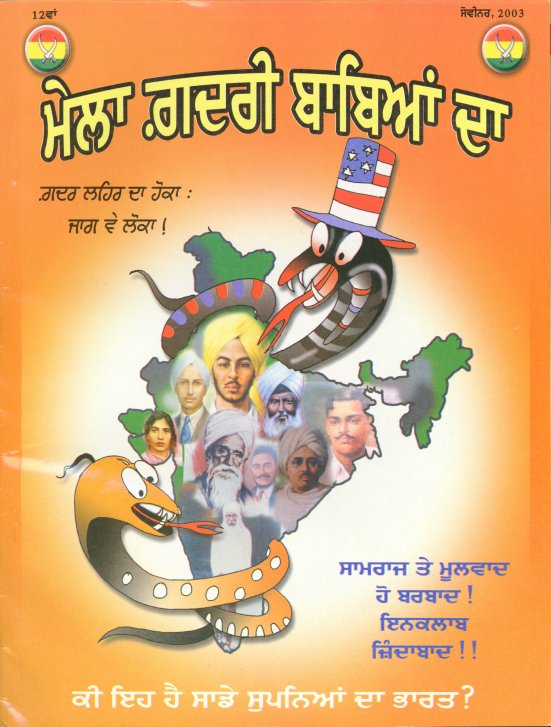 12ਵਾਂ
ਸੋਵੀਨਰ, 2003
ਮੇਲਾ ਗ਼ਦਰੀ ਬਾਬਿਆਂ ਦਾ
ਗ਼ਦਰ ਲਹਿਰ ਦਾ ਹੋਕਾ :
ਜਾਗ ਵੇ ਲੋਕਾ !
ਸਾਮਰਾਜ ਤੇ ਮੂਲਵਾਦ
ਹੋ ਬਰਬਾਦ !
ਇਨਕਲਾਬ
ਜ਼ਿੰਦਾਬਾਦ !!
ਕੀ ਇਹ ਹੈ ਸਾਡੇ ਸੁਪਨਿਆਂ ਦਾ ਭਾਰਤ ?